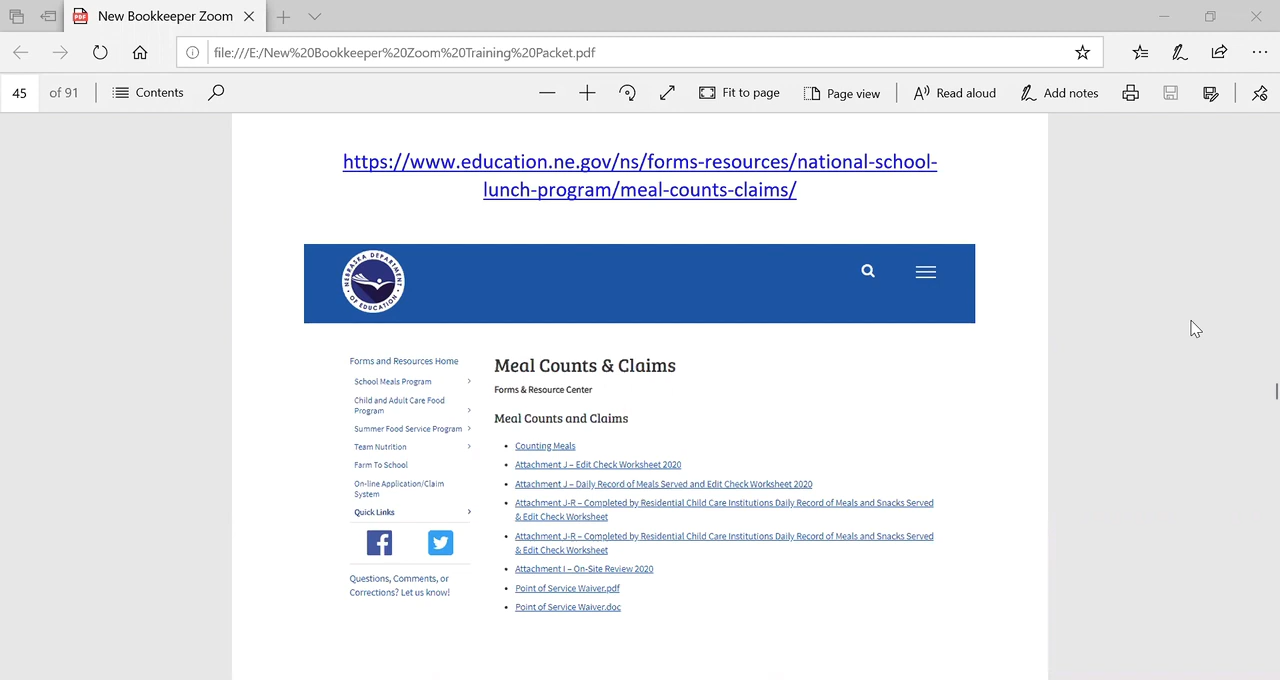 New Bookkeeper Zoom
file:///E:/New%20Bookkeeper%20Zoom%20Training%20Packet.pdf
45 of 91 Contents Fit to page Page view Read aloud Add notes
https://www.education.ne.gov/ns/forms-resources/national-school-
lunch-program/meal-counts-claims/
NEBRASKA DEPARTMENT
OF EDUCATION
Forms and Resources Home
School Meals Program
Child and Adult Care Food
Program
Summer Food Service Program
Team Nutrition
Farm To School
On-line Application/Claim
System
Quick Links
Questions, Comments, or
Corrections? Let us know!
Meal Counts & Claims
Forms & Resource Center
Meal Counts and Claims
• Counting Meals
• Attachment J – Edit Check Worksheet 2020
• Attachment J – Daily Record of Meals Served and Edit Check Worksheet 2020
• Attachment J-R – Completed by Residential Child Care Institutions Daily Record of Meals and Snacks Served
& Edit Check Worksheet
• Attachment J-R – Completed by Residential Child Care Institutions Daily Record of Meals and Snacks Served
& Edit Check Worksheet
• Attachment I – On-Site Review 2020
• Point of Service Waiver.pdf
• Point of Service Waiver.doc